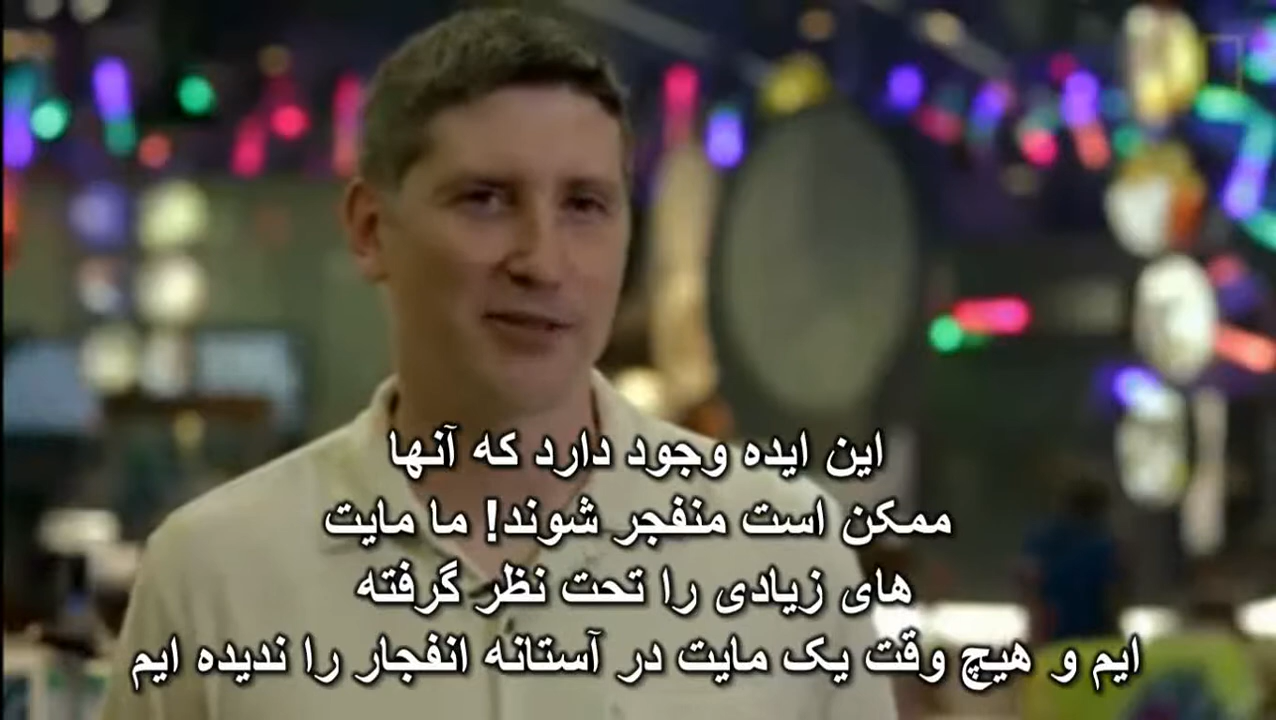 این ایده وجود دارد که آنها
ممکن است منفجر شوند! ما مایت
های زیادی را تحت نظر گرفته
ایم و هیچ وقت یک مایت در آستانه انفجار را ندیده ایم